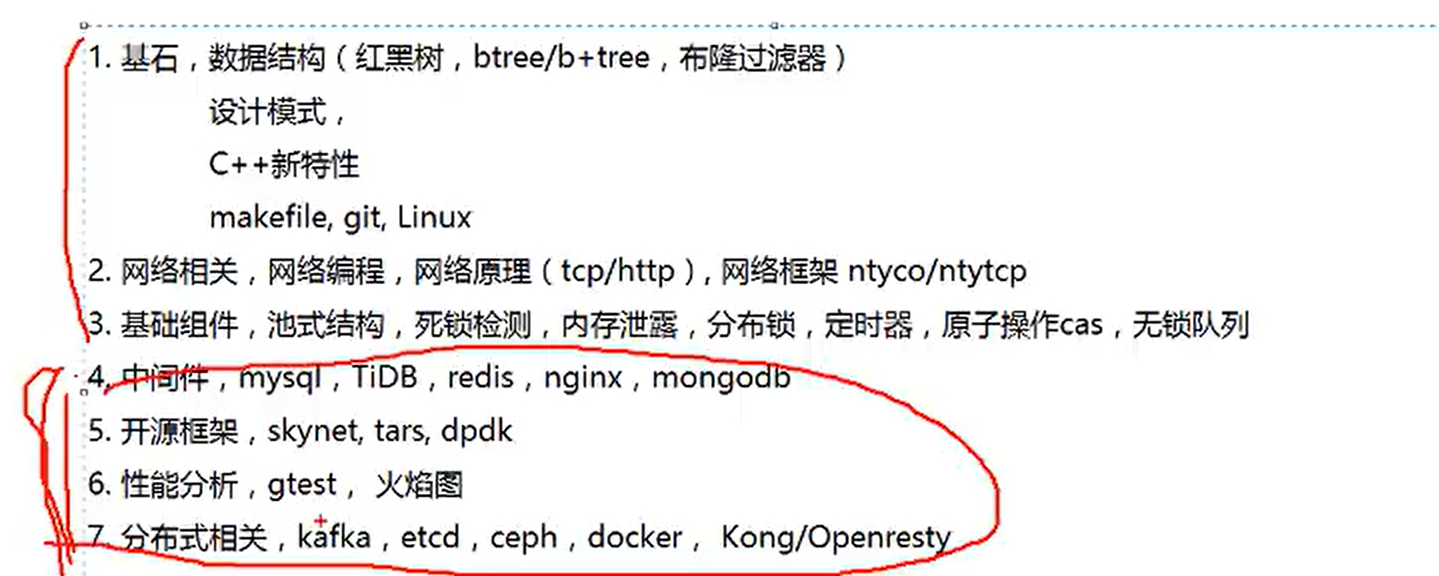 1. 基石，数据结构（红黑树，btree/b+tree，布隆过滤器）
设计模式，
C++新特性
makefile, git, Linux
2. 网络相关，网络编程，网络原理（tcp/http），网络框架 ntyco/ntytcp
3. 基础组件，池式结构，死锁检测，内存泄露，分布锁，定时器，原子操作cas，无锁队列
4. 中间件，mysql，TiDB，redis，nginx，mongodb
5. 开源框架，skynet, tars, dpdk
6. 性能分析，gtest， 火焰图
7. 分布式相关，kafka，etcd，ceph，docker， Kong/Openresty